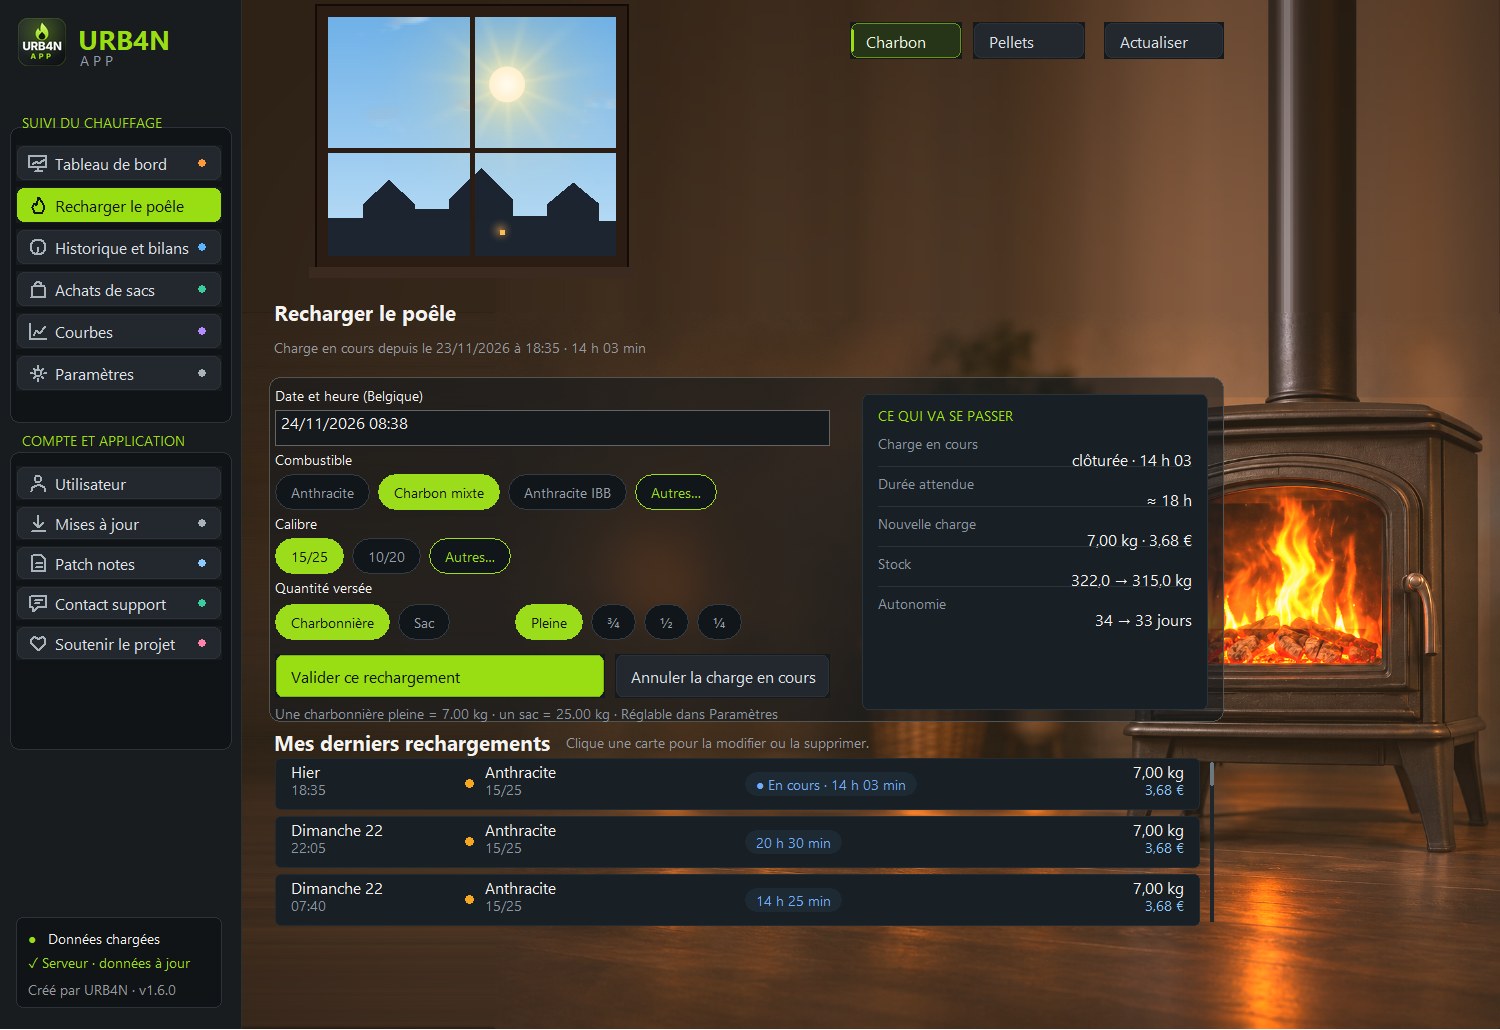 URB4N
APP
URB4N
APP
Charbon
Pellets
Actualiser
SUIVI DU CHAUFFAGE
Tableau de bord
Recharger le poêle
Historique et bilans
Achats de sacs
Courbes
Paramètres
COMPTE ET APPLICATION
Utilisateur
Mises à jour
Patch notes
Contact support
Soutenir le projet
Données chargées
✓ Serveur · données à jour
Créé par URB4N · v1.6.0
Recharger le poêle
Charge en cours depuis le 23/11/2026 à 18:35 · 14 h 03 min
Date et heure (Belgique)
24/11/2026 08:38
Combustible
Anthracite Charbon mixte Anthracite IBB Autres...
Calibre
15/25 10/20 Autres...
Quantité versée
Charbonnière Sac Pleine ¾ ½ ¼
Valider ce rechargement Annuler la charge en cours
Une charbonnière pleine = 7.00 kg · un sac = 25.00 kg · Réglable dans Paramètres
CE QUI VA SE PASSER
Charge en cours
clôturée · 14 h 03
Durée attendue
≈ 18 h
Nouvelle charge
7,00 kg · 3,68 €
Stock
322,0 → 315,0 kg
Autonomie
34 → 33 jours
Mes derniers rechargements Clique une carte pour la modifier ou la supprimer.
Hier Anthracite 7,00 kg
18:35 15/25 ● En cours · 14 h 03 min 3,68 €
Dimanche 22 Anthracite 7,00 kg
22:05 15/25 20 h 30 min 3,68 €
Dimanche 22 Anthracite 7,00 kg
07:40 15/25 14 h 25 min 3,68 €